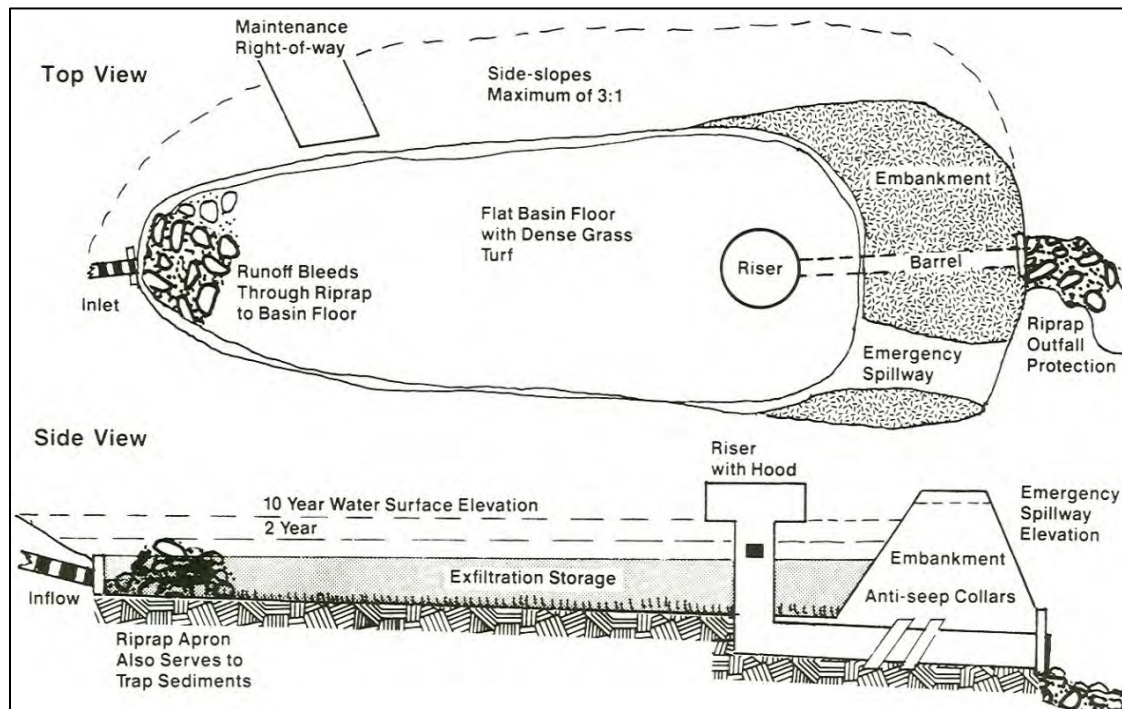 Maintenance
Right-of-way
Top View
Side-slopes
Maximum of 3:1
Embankment
Flat Basin Floor
with Dense Grass
Turf
Riser
Barrel
Inlet
Runoff Bleeds
Through Riprap
to Basin Floor
Riprap
Outfall
Protection
Emergency
Spillway
Side View
Riser
with Hood
10 Year Water Surface Elevation
2 Year
Emergency
Spillway
Elevation
Embankment
Exfiltration Storage
Anti-seep Collars
Inflow
Riprap Apron
Also Serves to
Trap Sediments